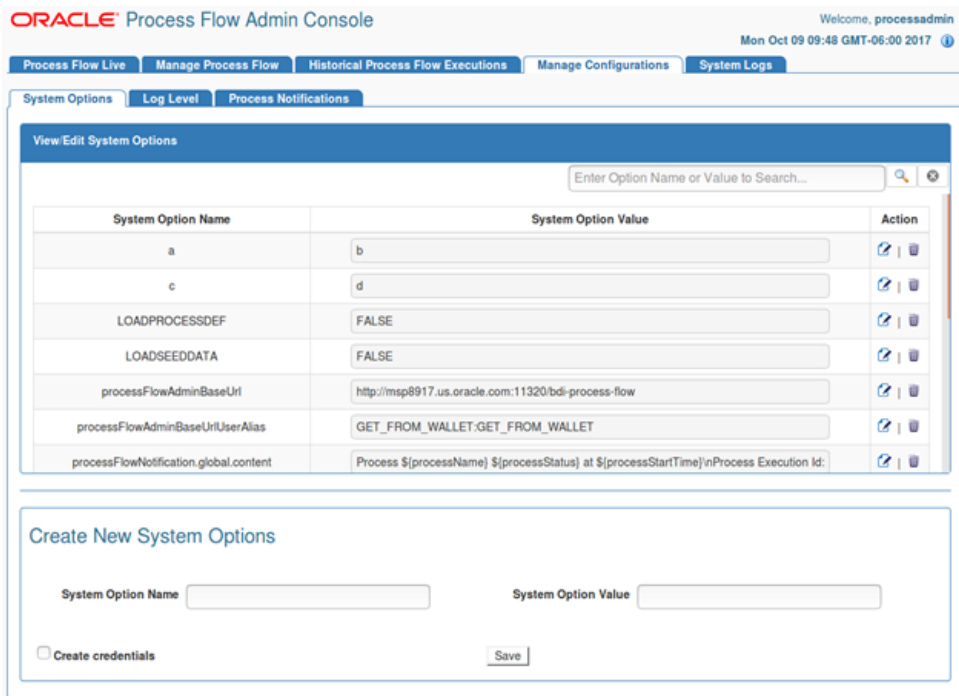 ORACLE Process Flow Admin Console
Welcome, processadmin
Mon Oct 09 09:48 GMT-06:00 2017
Process Flow Live Manage Process Flow Historical Process Flow Executions Manage Configurations System Logs
System Options Log Level Process Notifications
View/Edit System Options
Enter Option Name or Value to Search...
System Option Name System Option Value Action
a b |
c d |
LOADPROCESSDEF FALSE |
LOADSEEDDATA FALSE |
processFlowAdminBaseUrl http://msp8917.us.oracle.com:11320/bdi-process-flow |
processFlowAdminBaseUrlUserAlias GET_FROM_WALLET:GET_FROM_WALLET |
processFlowNotification.global.content Process ${processName} ${processStatus} at ${processStartTime}\nProcess Execution Id: |
Create New System Options
System Option Name System Option Value
Create credentials Save